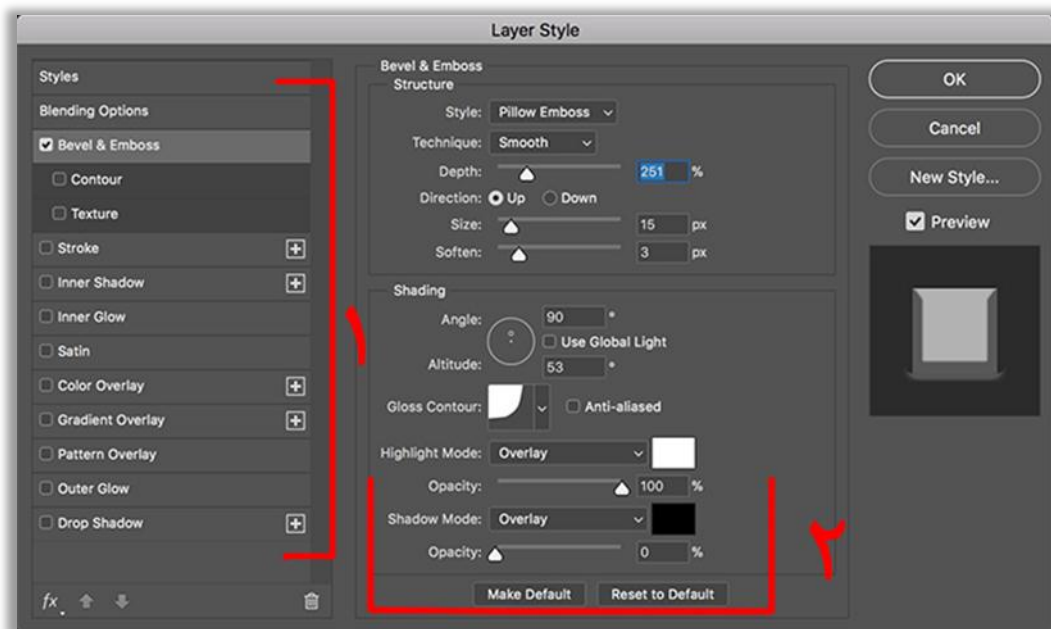 Layer Style
Styles
Blending Options
Bevel & Emboss
Contour
Texture
Stroke
Inner Shadow
Inner Glow
Satin
Color Overlay
Gradient Overlay
Pattern Overlay
Outer Glow
Drop Shadow
fx
۱
Bevel & Emboss
Structure
Style: Pillow Emboss
Technique: Smooth
Depth: 251 %
Direction: Up Down
Size: 15 px
Soften: 3 px
Shading
Angle: 90 °
Use Global Light
Altitude: 53 °
Gloss Contour: Anti-aliased
Highlight Mode: Overlay
Opacity: 100 %
Shadow Mode: Overlay
Opacity: 0 %
Make Default Reset to Default
۲
OK
Cancel
New Style...
Preview